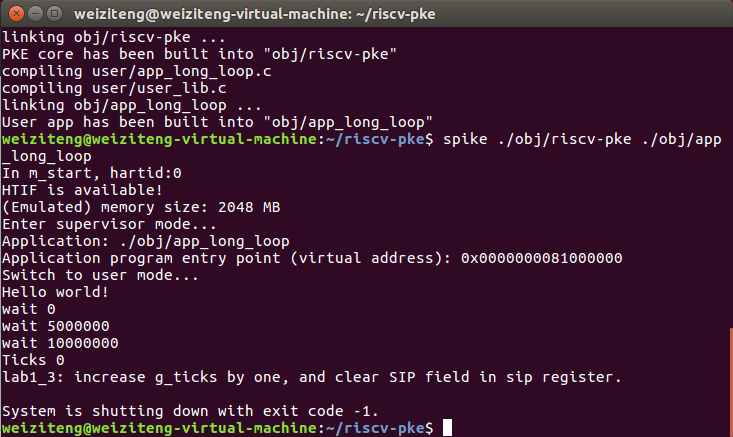 weiziteng@weiziteng-virtual-machine: ~/riscv-pke
linking obj/riscv-pke ...
PKE core has been built into "obj/riscv-pke"
compiling user/app_long_loop.c
compiling user/user_lib.c
linking obj/app_long_loop ...
User app has been built into "obj/app_long_loop"
weiziteng@weiziteng-virtual-machine:~/riscv-pke$ spike ./obj/riscv-pke ./obj/app
_long_loop
In m_start, hartid:0
HTIF is available!
(Emulated) memory size: 2048 MB
Enter supervisor mode...
Application: ./obj/app_long_loop
Application program entry point (virtual address): 0x0000000081000000
Switch to user mode...
Hello world!
wait 0
wait 5000000
wait 10000000
Ticks 0
lab1_3: increase g_ticks by one, and clear SIP field in sip register.
System is shutting down with exit code -1.
weiziteng@weiziteng-virtual-machine:~/riscv-pke$